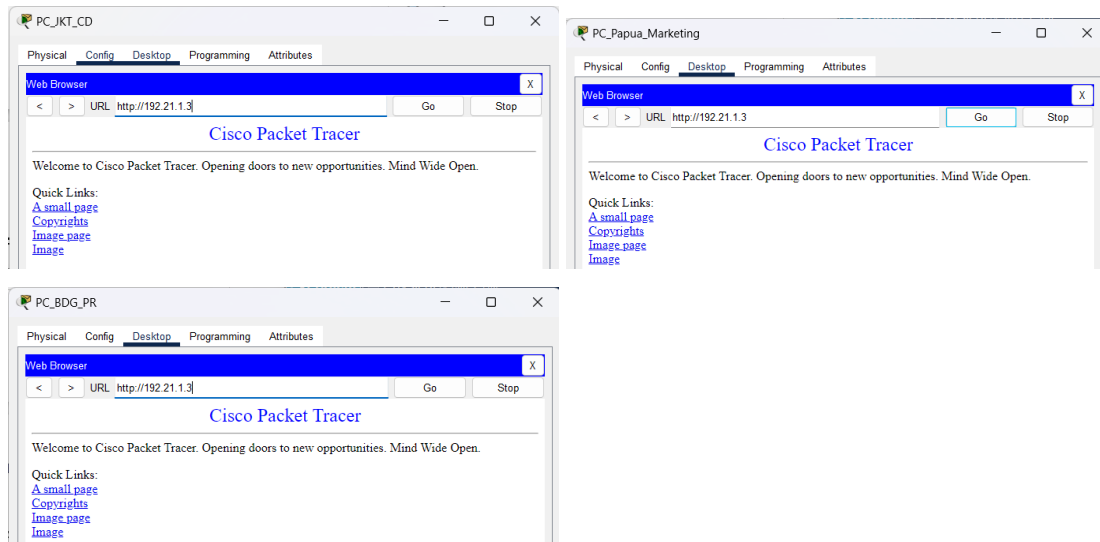 PC_JKT_CD
Physical Config Desktop Programming Attributes
Web Browser X
< > URL http://192.21.1.3 Go Stop
Cisco Packet Tracer
Welcome to Cisco Packet Tracer. Opening doors to new opportunities. Mind Wide Open.
Quick Links:
A small page
Copyrights
Image page
Image
PC_Papua_Marketing
Physical Config Desktop Programming Attributes
Web Browser X
< > URL http://192.21.1.3 Go Stop
Cisco Packet Tracer
Welcome to Cisco Packet Tracer. Opening doors to new opportunities. Mind Wide Open.
Quick Links:
A small page
Copyrights
Image page
Image
PC_BDG_PR
Physical Config Desktop Programming Attributes
Web Browser X
< > URL http://192.21.1.3 Go Stop
Cisco Packet Tracer
Welcome to Cisco Packet Tracer. Opening doors to new opportunities. Mind Wide Open.
Quick Links:
A small page
Copyrights
Image page
Image